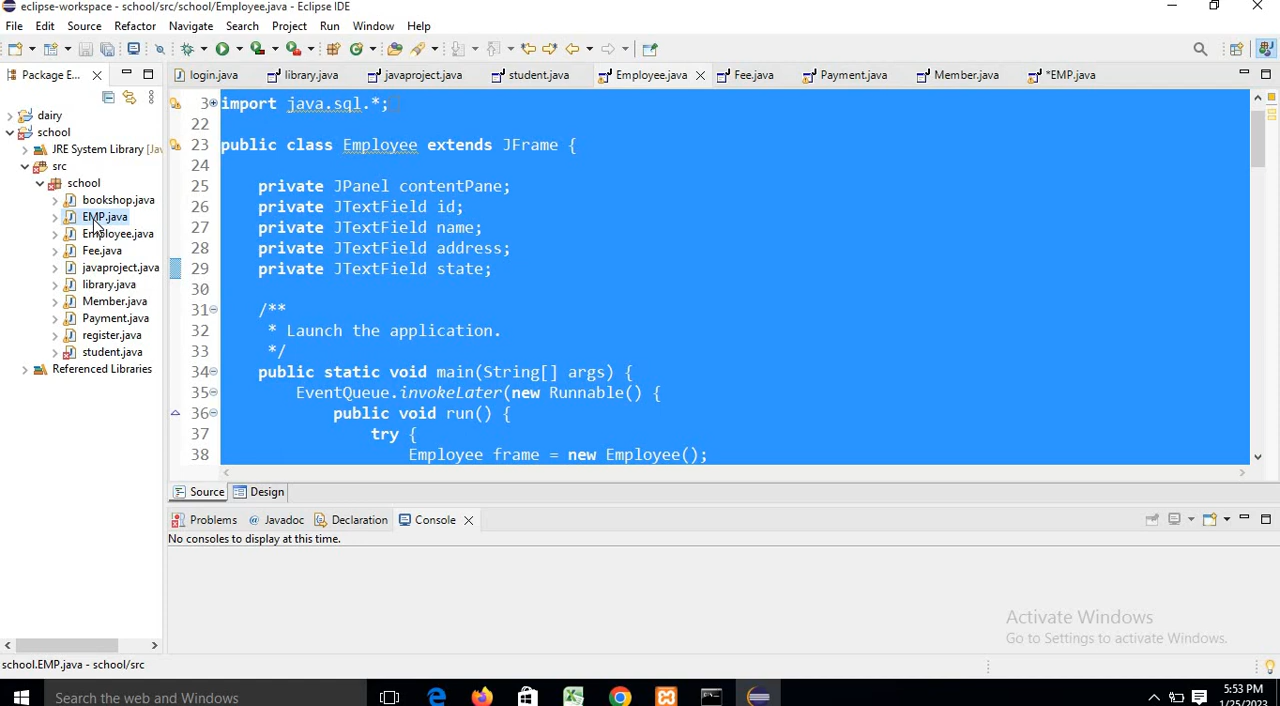 eclipse-workspace - school/src/school/Employee.java - Eclipse IDE
File Edit Source Refactor Navigate Search Project Run Window Help
Package E...
login.java library.java javaproject.java student.java Employee.java Fee.java Payment.java Member.java *EMP.java
dairy
school
JRE System Library [Jav
src
school
bookshop.java
EMP.java
Employee.java
Fee.java
javaproject.java
library.java
Member.java
Payment.java
register.java
student.java
Referenced Libraries
3 import java.sql.*;
22
23 public class Employee extends JFrame {
24
25 private JPanel contentPane;
26 private JTextField id;
27 private JTextField name;
28 private JTextField address;
29 private JTextField state;
30
31 /**
32 * Launch the application.
33 */
34 public static void main(String[] args) {
35 EventQueue.invokeLater(new Runnable() {
36 public void run() {
37 try {
38 Employee frame = new Employee();
Source Design
Problems @ Javadoc Declaration Console
No consoles to display at this time.
Activate Windows
Go to Settings to activate Windows.
school.EMP.java - school/src
Search the web and Windows
5:53 PM
1/25/2023